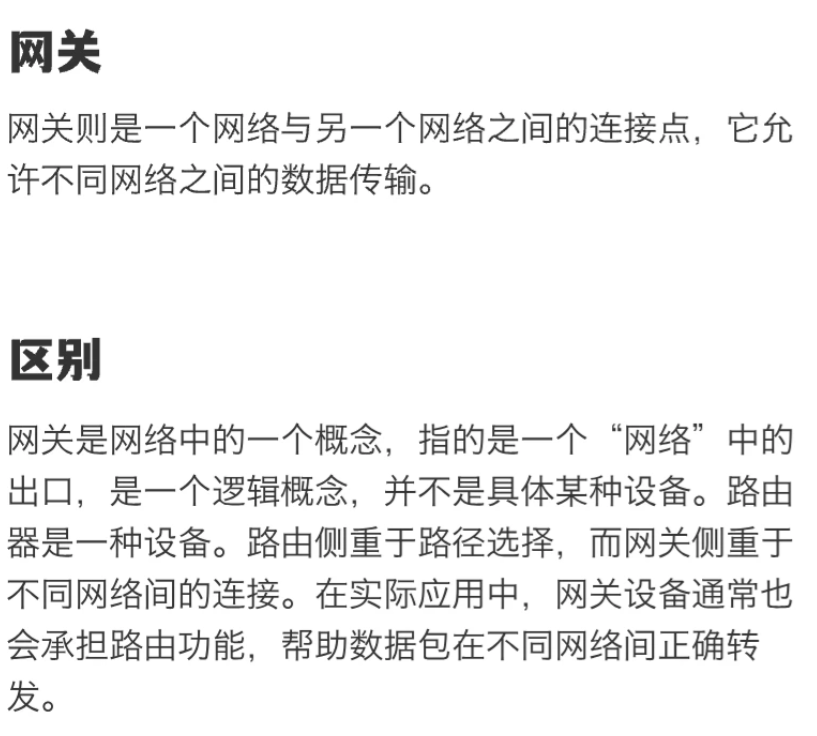 网关
网关则是一个网络与另一个网络之间的连接点，它允
许不同网络之间的数据传输。
区别
网关是网络中的一个概念，指的是一个“网络”中的
出口，是一个逻辑概念，并不是具体某种设备。路由
器是一种设备。路由侧重于路径选择，而网关侧重于
不同网络间的连接。在实际应用中，网关设备通常也
会承担路由功能，帮助数据包在不同网络间正确转
发。